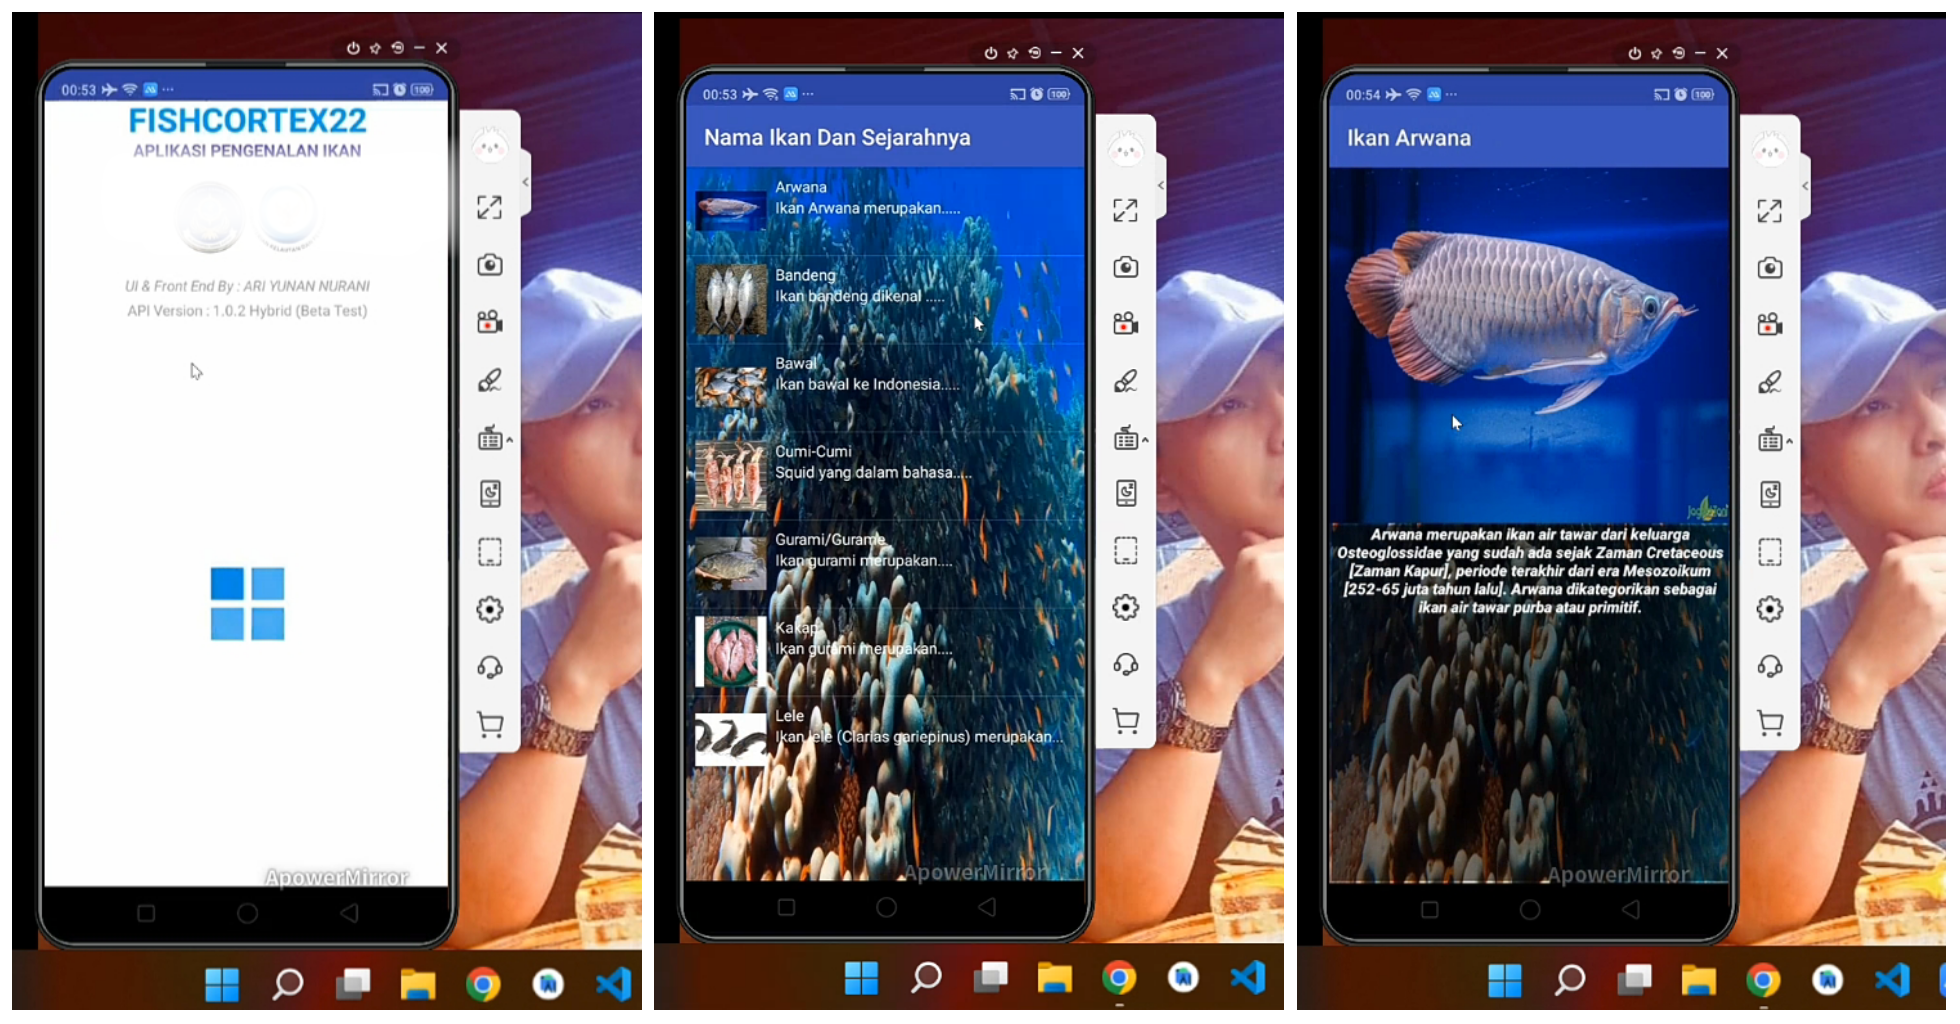 00:53
100
FISHCORTEX22
APLIKASI PENGENALAN IKAN
UI & Front End By : ARI YUNAN NURANI
API Version : 1.0.2 Hybrid (Beta Test)
ApowerMirror
00:53
100
Nama Ikan Dan Sejarahnya
Arwana
Ikan Arwana merupakan.....
Bandeng
Ikan bandeng dikenal .....
Bawal
Ikan bawal ke Indonesia.....
Cumi-Cumi
Squid yang dalam bahasa.....
Gurami/Gurame
Ikan gurami merupakan....
Kakap
Ikan gurami merupakan....
Lele
Ikan lele (Clarias gariepinus) merupakan...
ApowerMirror
00:54
100
Ikan Arwana
Arwana merupakan ikan air tawar dari keluarga
Osteoglossidae yang sudah ada sejak Zaman Cretaceous
[Zaman Kapur], periode terakhir dari era Mesozoikum
[252-65 juta tahun lalu]. Arwana dikategorikan sebagai
ikan air tawar purba atau primitif.
ApowerMirror